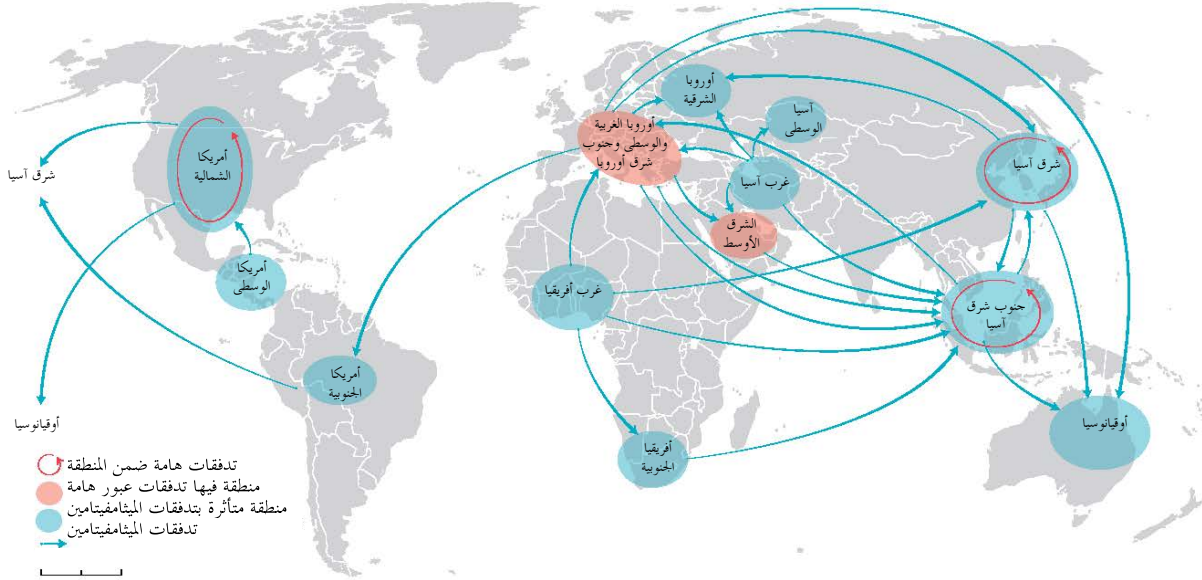 أوروبا
الشرقية
آسيا
الوسطى
أوروبا الغربية
والوسطى وجنوب
شرق أوروبا
أمريكا
الشمالية
شرق آسيا
شرق آسيا
غرب آسيا
الشرق
الأوسط
أمريكا
الوسطى
غرب أفريقيا
جنوب شرق
آسيا
أمريكا
الجنوبية
أوقيانوسيا
أوقيانوسيا
أفريقيا
الجنوبية
تدفقات هامة ضمن المنطقة
منطقة فيها تدفقات عبور هامة
منطقة متأثرة بتدفقات الميثامفيتامين
تدفقات الميثامفيتامين